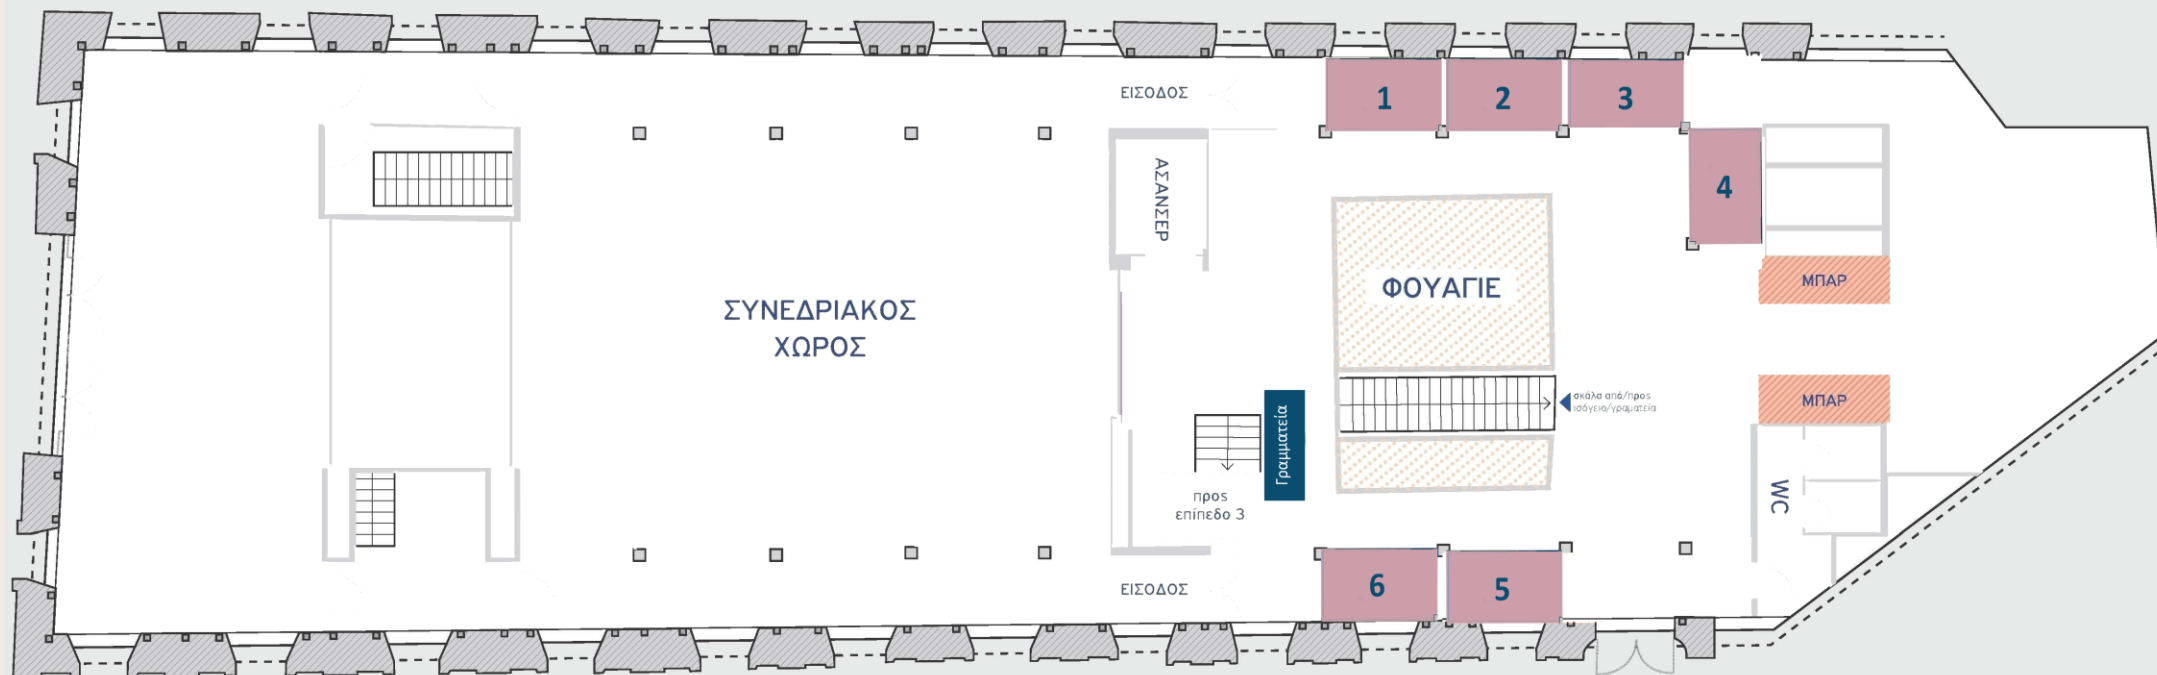 ΕΙΣΟΔΟΣ
1
2
3
ΑΣΑΝΣΕΡ
4
ΦΟΥΑΓΙΕ
ΜΠΑΡ
ΣΥΝΕΔΡΙΑΚΟΣ
ΧΩΡΟΣ
σκάλα από/προς
ισόγειο/γραματεία
ΜΠΑΡ
Γραμματεία
προς
επίπεδο 3
WC
ΕΙΣΟΔΟΣ
6
5